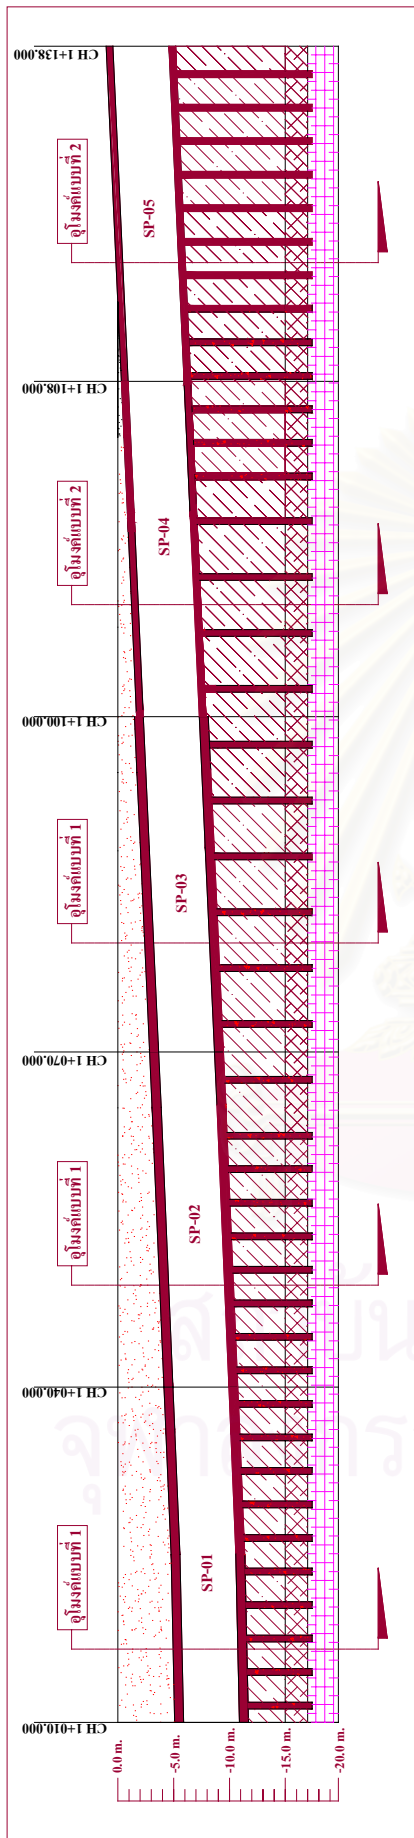 อุโมงค์แบบที่ 1
อุโมงค์แบบที่ 1
อุโมงค์แบบที่ 1
อุโมงค์แบบที่ 2
อุโมงค์แบบที่ 2
CH 1+010.000
CH 1+040.000
CH 1+070.000
CH 1+100.000
CH 1+108.000
CH 1+138.000
SP-01
SP-02
SP-03
SP-04
SP-05
0.0 m.
-5.0 m.
-10.0 m.
-15.0 m.
-20.0 m.